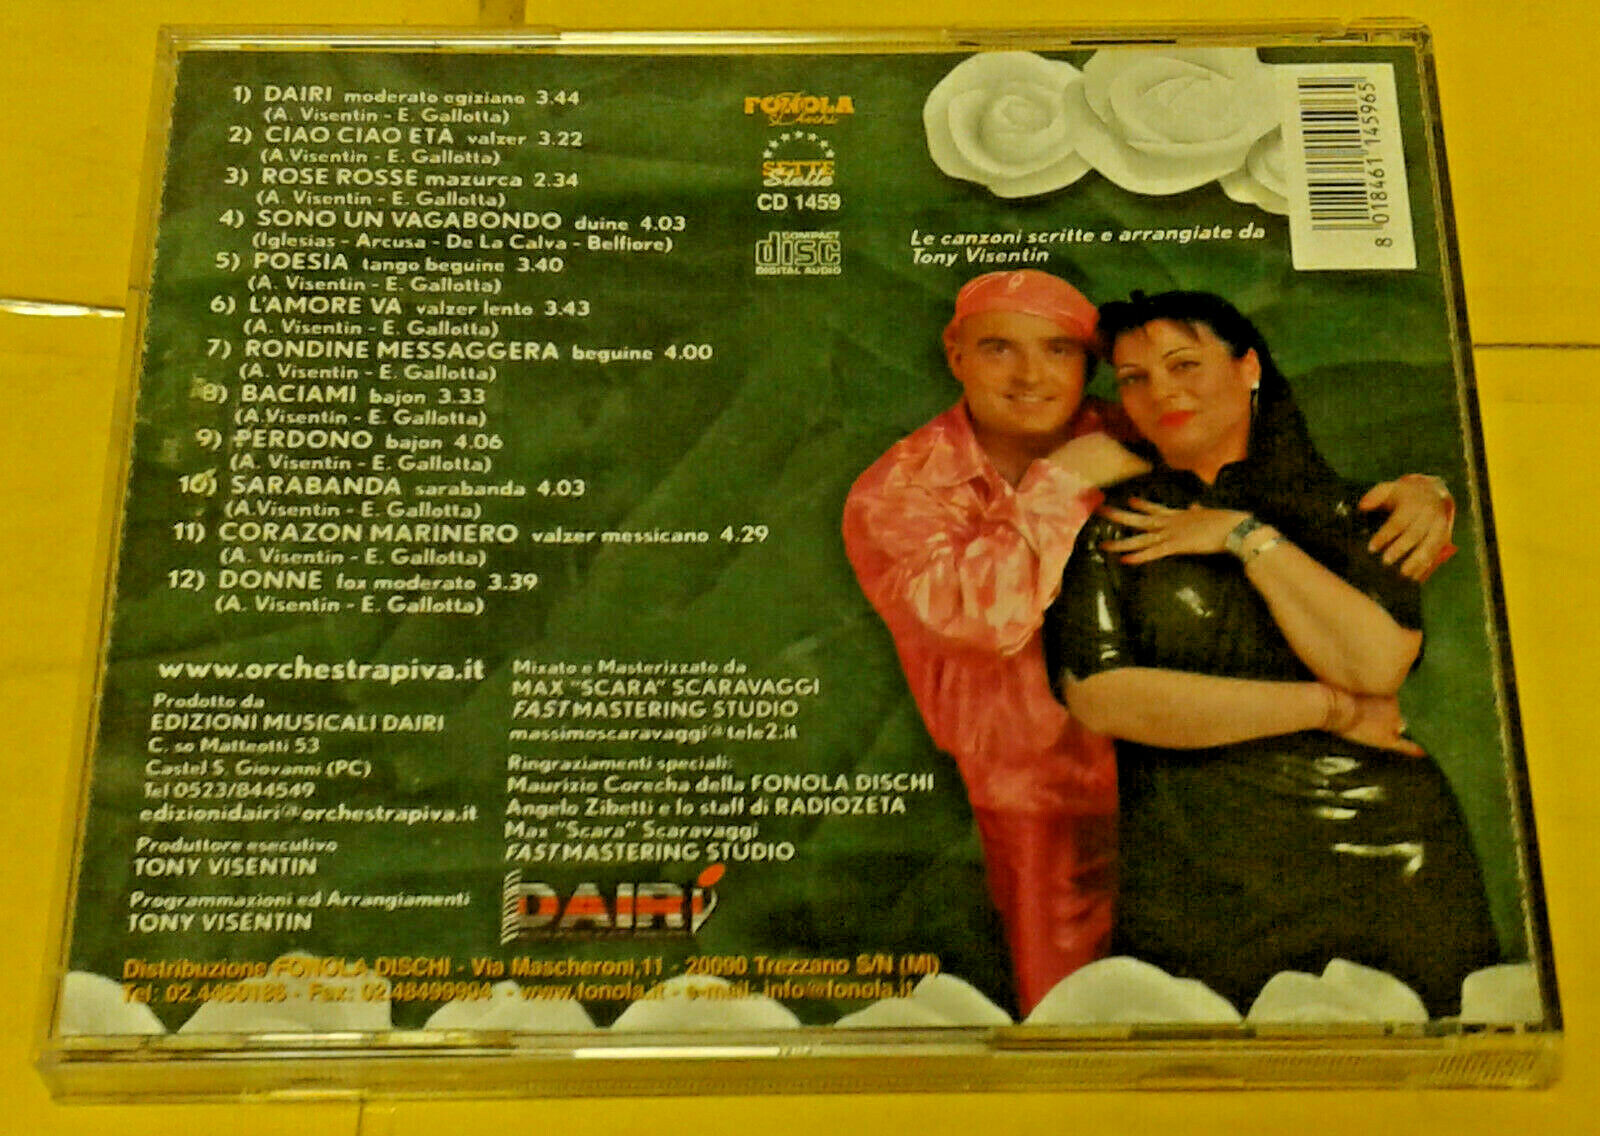 1) DAIRI moderato egiziano 3.44
(A. Visentin - E. Gallotta)
2) CIAO CIAO ETÀ valzer 3.22
(A.Visentin - E. Gallotta)
3) ROSE ROSSE mazurca 2.34
(A. Visentin - E. Gallotta)
4) SONO UN VAGABONDO duine 4.03
(Iglesias - Arcusa - De La Calva - Belfiore)
5) POESIA tango beguine 3.40
(A. Visentin - E. Gallotta)
6) L'AMORE VA valzer lento 3.43
(A. Visentin - E. Gallotta)
7) RONDINE MESSAGGERA beguine 4.00
(A. Visentin - E. Gallotta)
8) BACIAMI bajon 3.33
(A.Visentin - E. Gallotta)
9) PERDONO bajon 4.06
(A. Visentin - E. Gallotta)
10) SARABANDA sarabanda 4.03
(A.Visentin - E. Gallotta)
11) CORAZON MARINERO valzer messicano 4.29
(A. Visentin - E. Gallotta)
12) DONNE fox moderato 3.39
(A. Visentin - E. Gallotta)
FONOLA
Dischi
SETTE
Stelle
CD 1459
COMPACT
disc
DIGITAL AUDIO
8 018461 145965
Le canzoni scritte e arrangiate da
Tony Visentin
www.orchestrapiva.it
Prodotto da
EDIZIONI MUSICALI DAIRI
C. so Matteotti 53
Castel S. Giovanni (PC)
Tel 0523/844549
edizionidairi@orchestrapiva.it
Produttore esecutivo
TONY VISENTIN
Programmazioni ed Arrangiamenti
TONY VISENTIN
Mixato e Masterizzato da
MAX "SCARA" SCARAVAGGI
FASTMASTERING STUDIO
massimoscaravaggi@tele2.it
Ringraziamenti speciali:
Maurizio Corecha della FONOLA DISCHI
Angelo Zibetti e lo staff di RADIOZETA
Max "Scara" Scaravaggi
FASTMASTERING STUDIO
DAIRi
Distribuzione FONOLA DISCHI - Via Mascheroni,11 - 20090 Trezzano S/N (MI)
Tel: 02.4450186 - Fax: 02.48499904 - www.fonola.it - e-mail- info@fonola.it